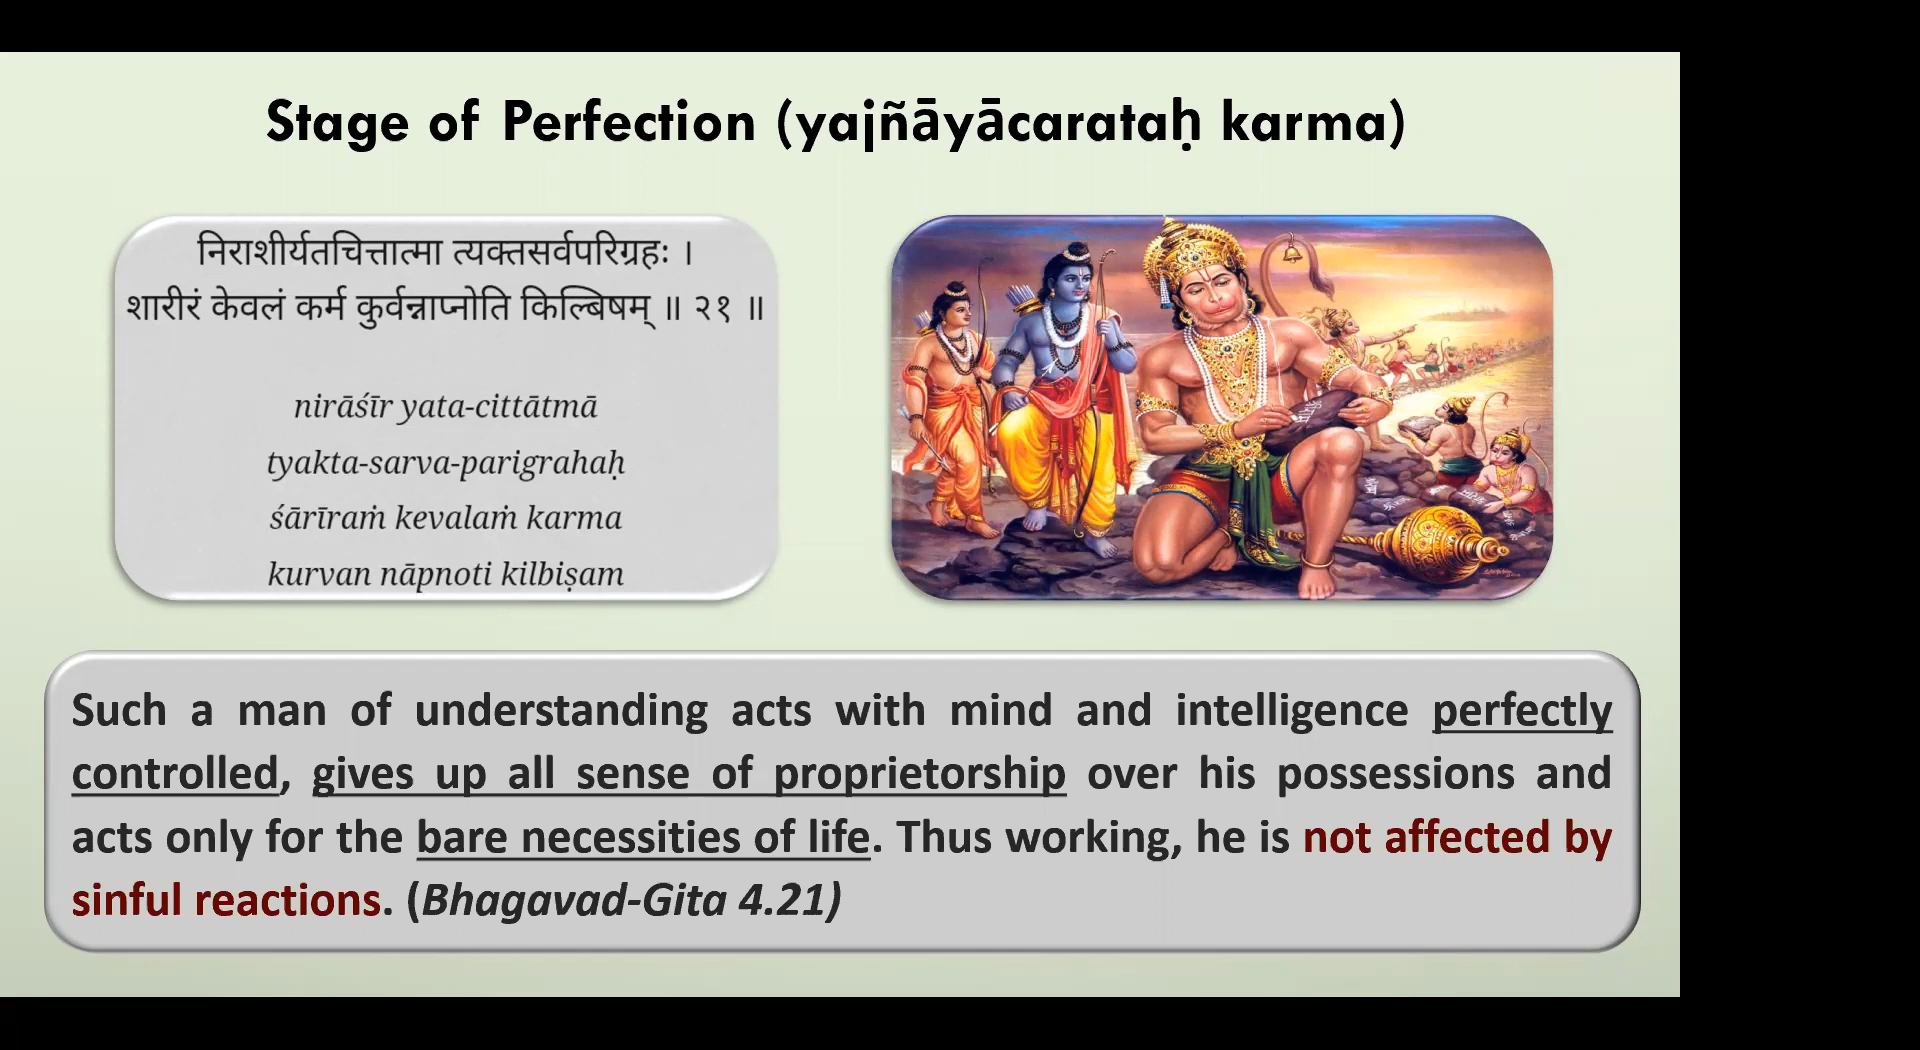 Stage of Perfection (yajñāyācarataḥ karma)
निराशीर्यतचित्तात्मा त्यक्तसर्वपरिग्रहः ।
शारीरं केवलं कर्म कुर्वन्नाप्नोति किल्बिषम् ॥ २१ ॥
nirāśīr yata-cittātmā
tyakta-sarva-parigrahaḥ
śārīraṁ kevalaṁ karma
kurvan nāpnoti kilbiṣam
Such a man of understanding acts with mind and intelligence perfectly
controlled, gives up all sense of proprietorship over his possessions and
acts only for the bare necessities of life. Thus working, he is not affected by
sinful reactions. (Bhagavad-Gita 4.21)